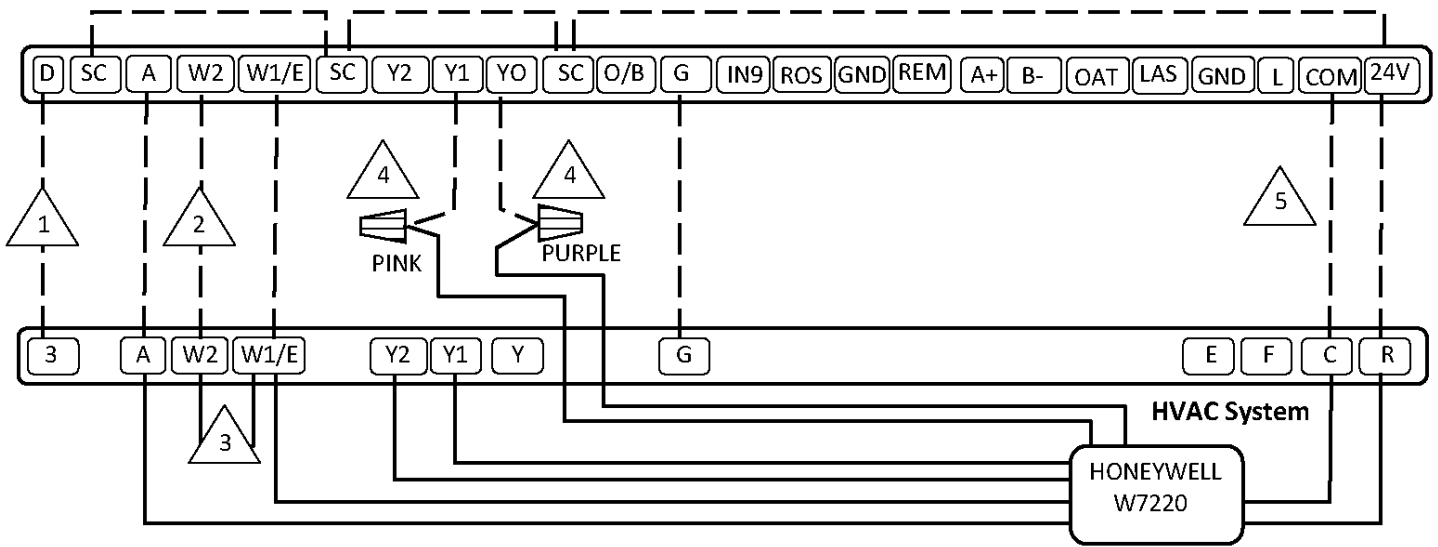 D SC A W2 W1/E SC Y2 Y1 YO SC O/B G IN9 ROS GND REM A+ B- OAT LAS GND L COM 24V
4 4
1 2 5
PINK PURPLE
3 A W2 W1/E Y2 Y1 Y G E F C R
HVAC System
3
HONEYWELL
W7220